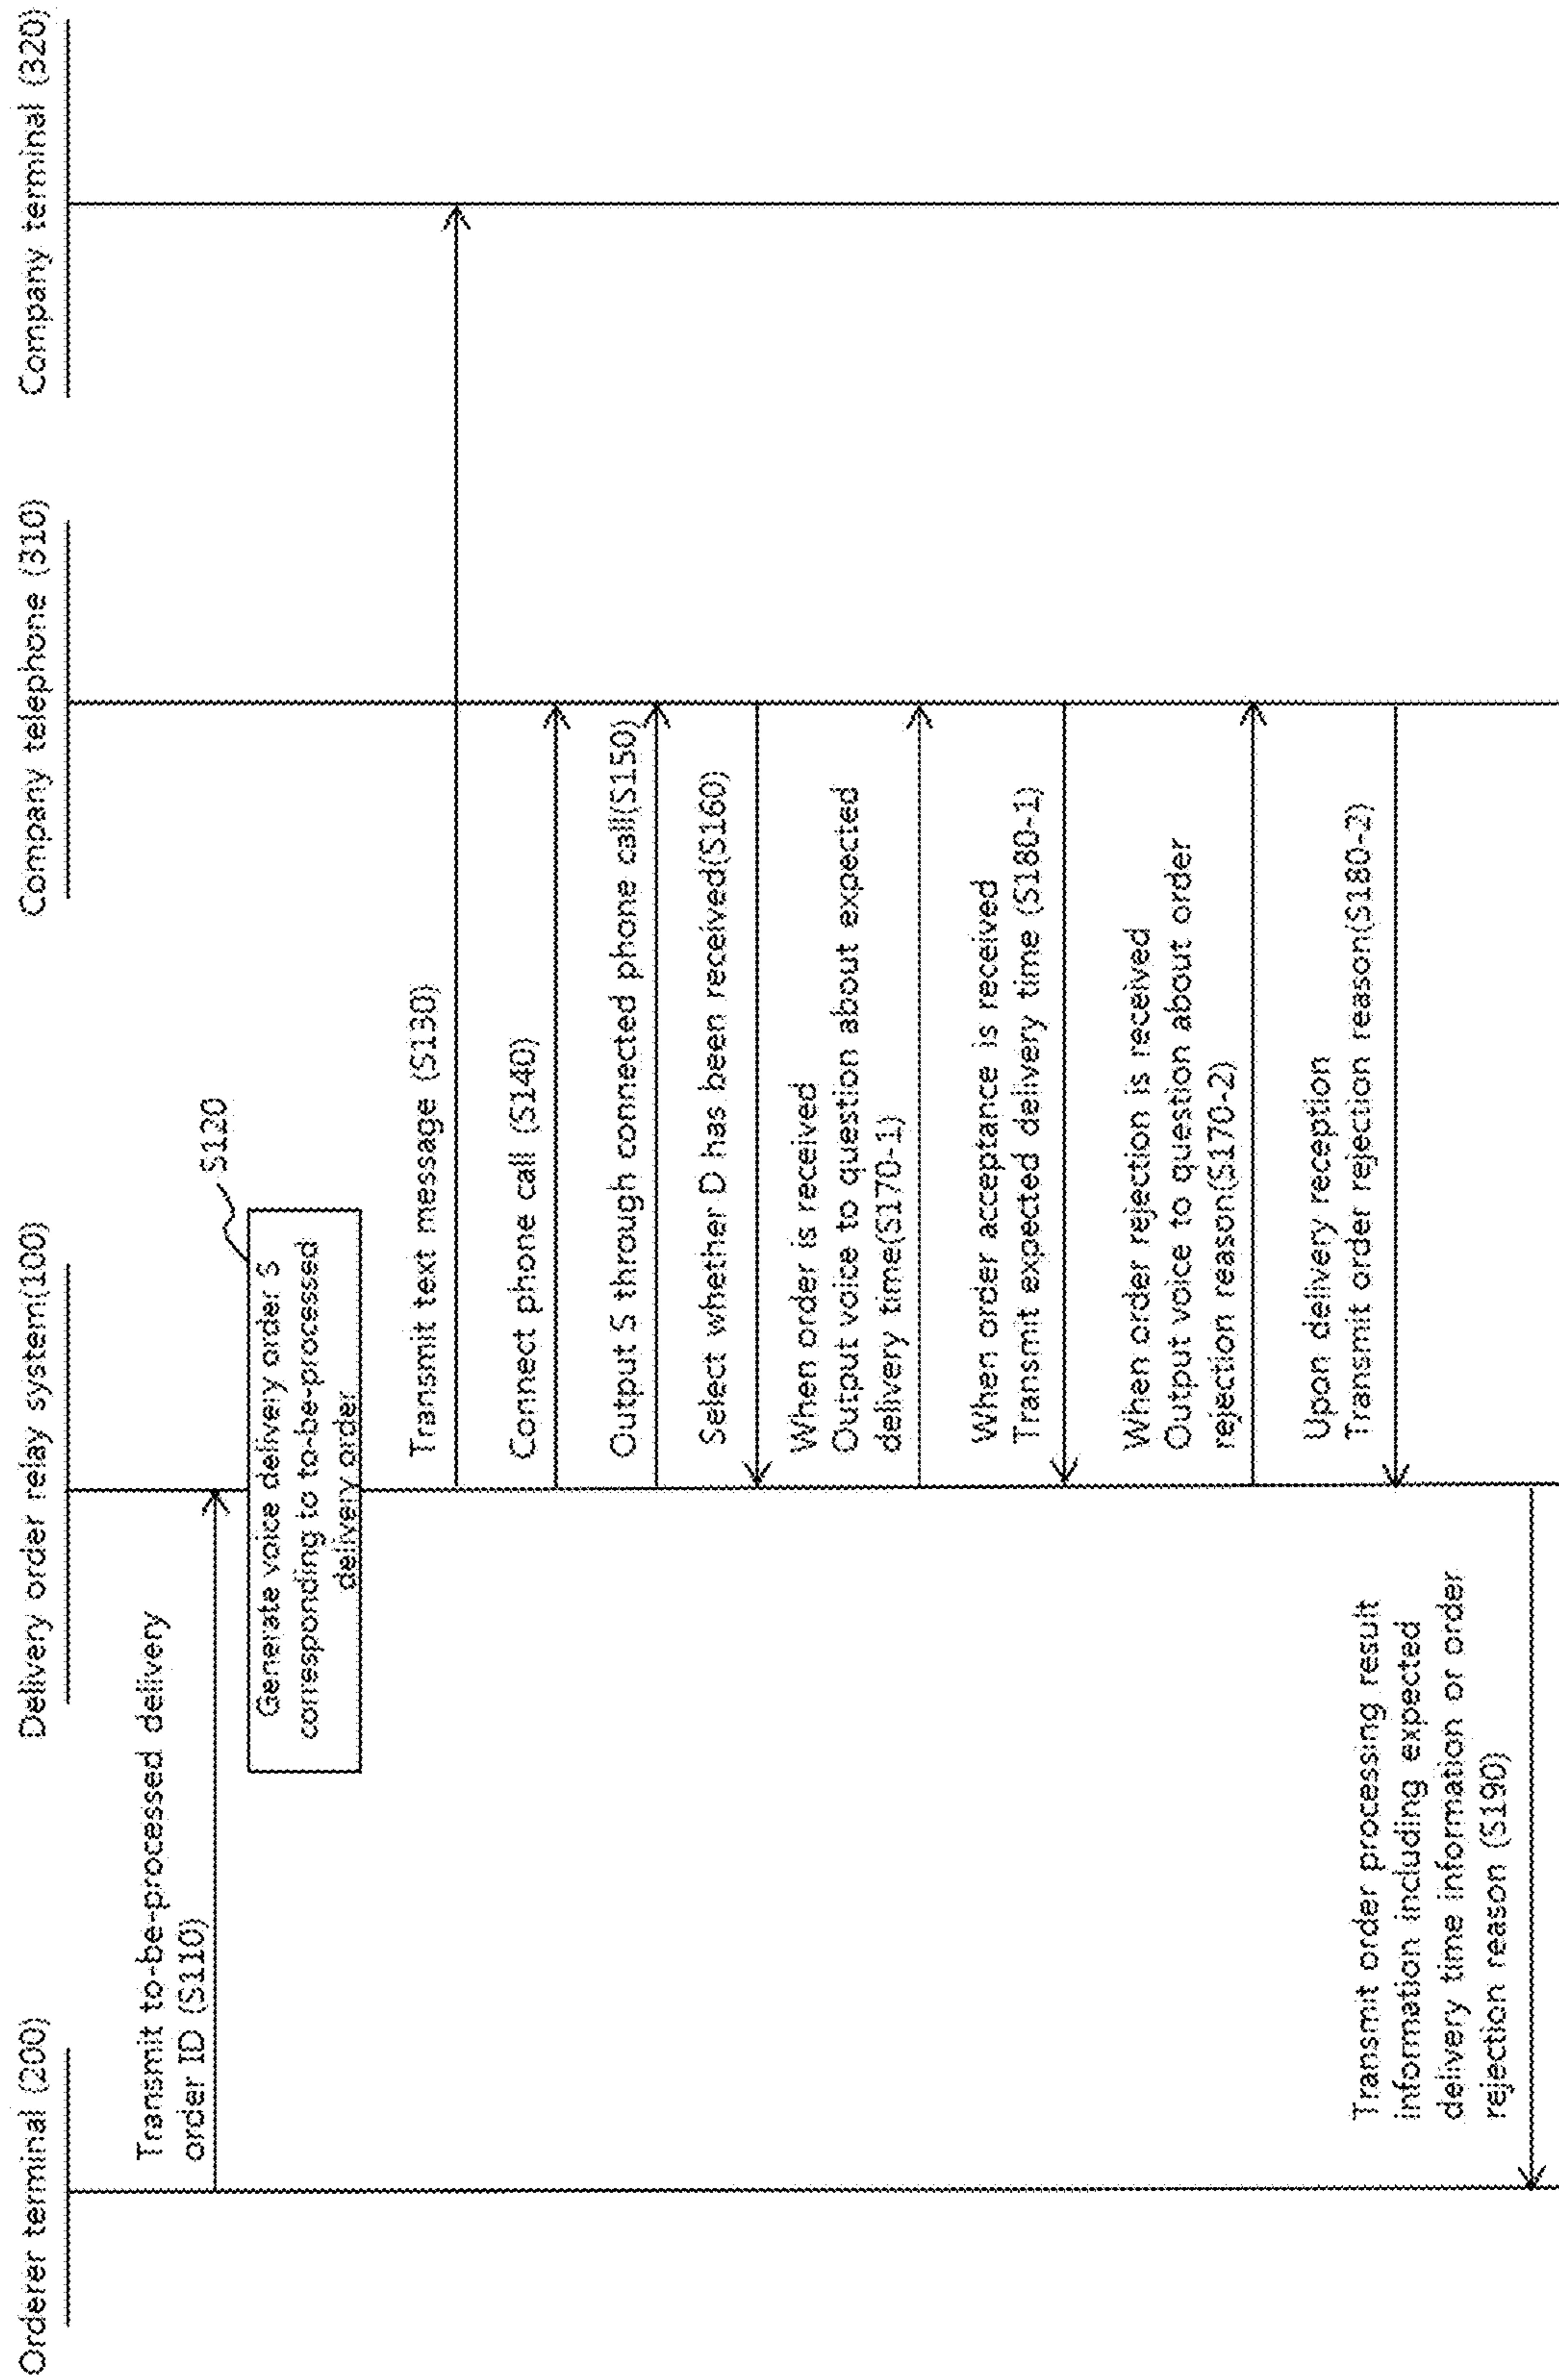 Orderer terminal (200)
Delivery order relay system(100)
Company telephone (310)
Company terminal (320)
Transmit to-be-processed delivery
order ID (S110)
S120
Generate voice delivery order S
corresponding to to-be-processed
delivery order
Transmit text message (S130)
Connect phone call (S140)
Output S through connected phone call(S150)
Select whether D has been received(S160)
When order is received
Output voice to question about expected
delivery time(S170-1)
When order acceptance is received
Transmit expected delivery time (S180-1)
When order rejection is received
Output voice to question about order
rejection reason(S170-2)
Upon delivery reception
Transmit order rejection reason(S180-2)
Transmit order processing result
information including expected
delivery time information or order
rejection reason (S190)